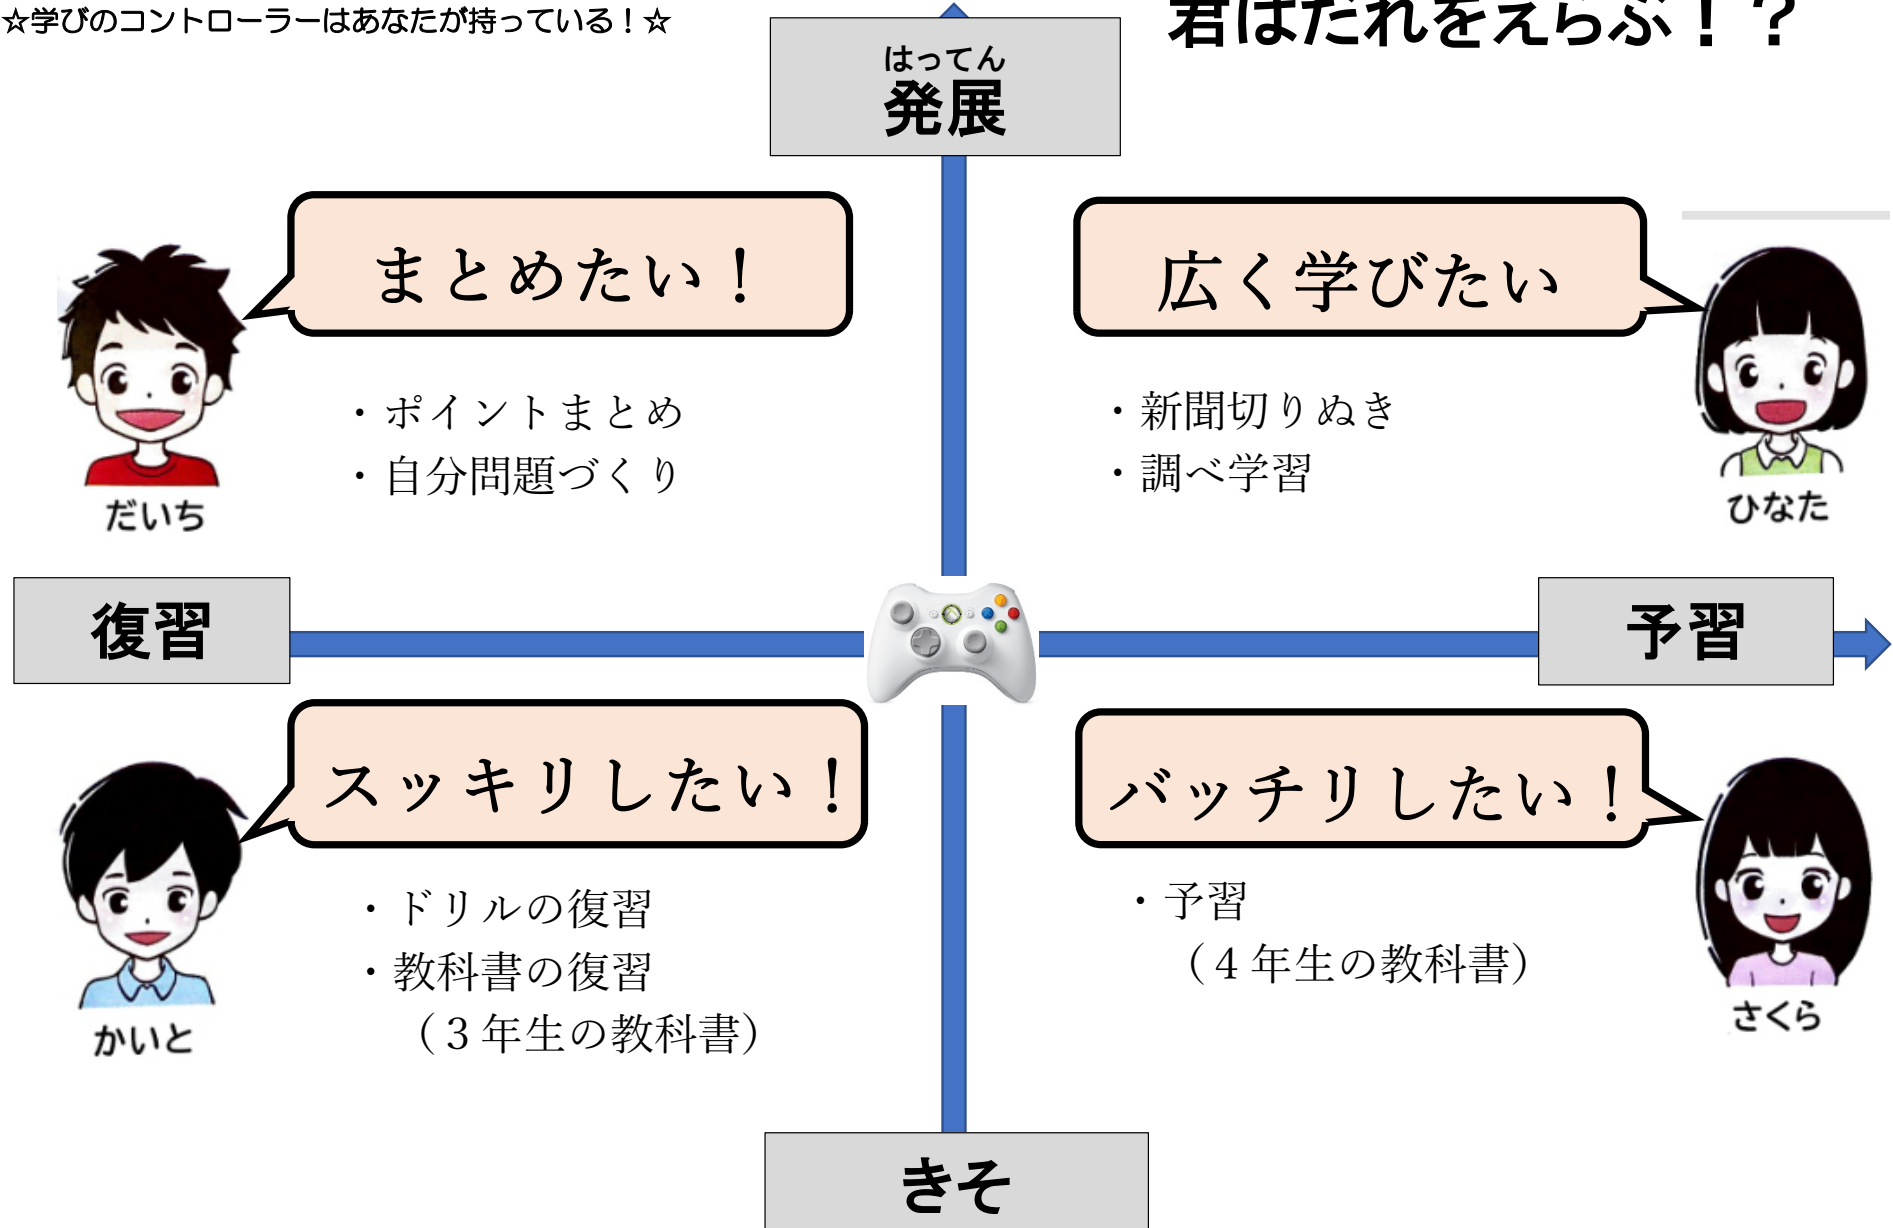 ☆学びのコントローラーはあなたが持っている！☆
君はだれをえらぶ！？
はってん
発展
まとめたい！
・ポイントまとめ
・自分問題づくり
だいち
広く学びたい
・新聞切りぬき
・調べ学習
ひなた
復習
予習
スッキリしたい！
・ドリルの復習
・教科書の復習
（３年生の教科書）
かいと
バッチリしたい！
・予習
（４年生の教科書）
さくら
きそ